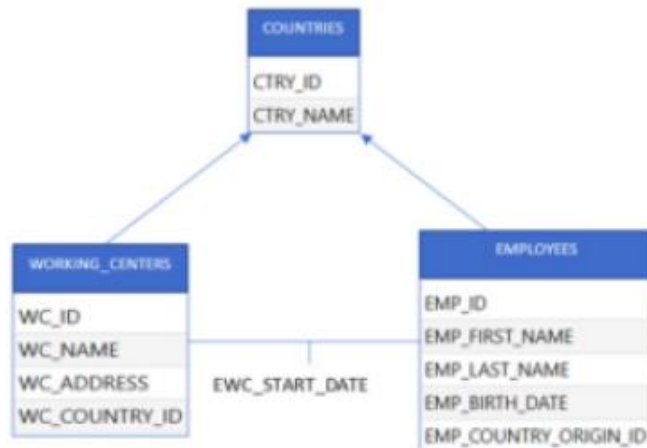 COUNTRIES
CTRY_ID
CTRY_NAME
WORKING_CENTERS
WC_ID
WC_NAME
WC_ADDRESS
WC_COUNTRY_ID
EWC_START_DATE
EMPLOYEES
EMP_ID
EMP_FIRST_NAME
EMP_LAST_NAME
EMP_BIRTH_DATE
EMP_COUNTRY_ORIGIN_ID